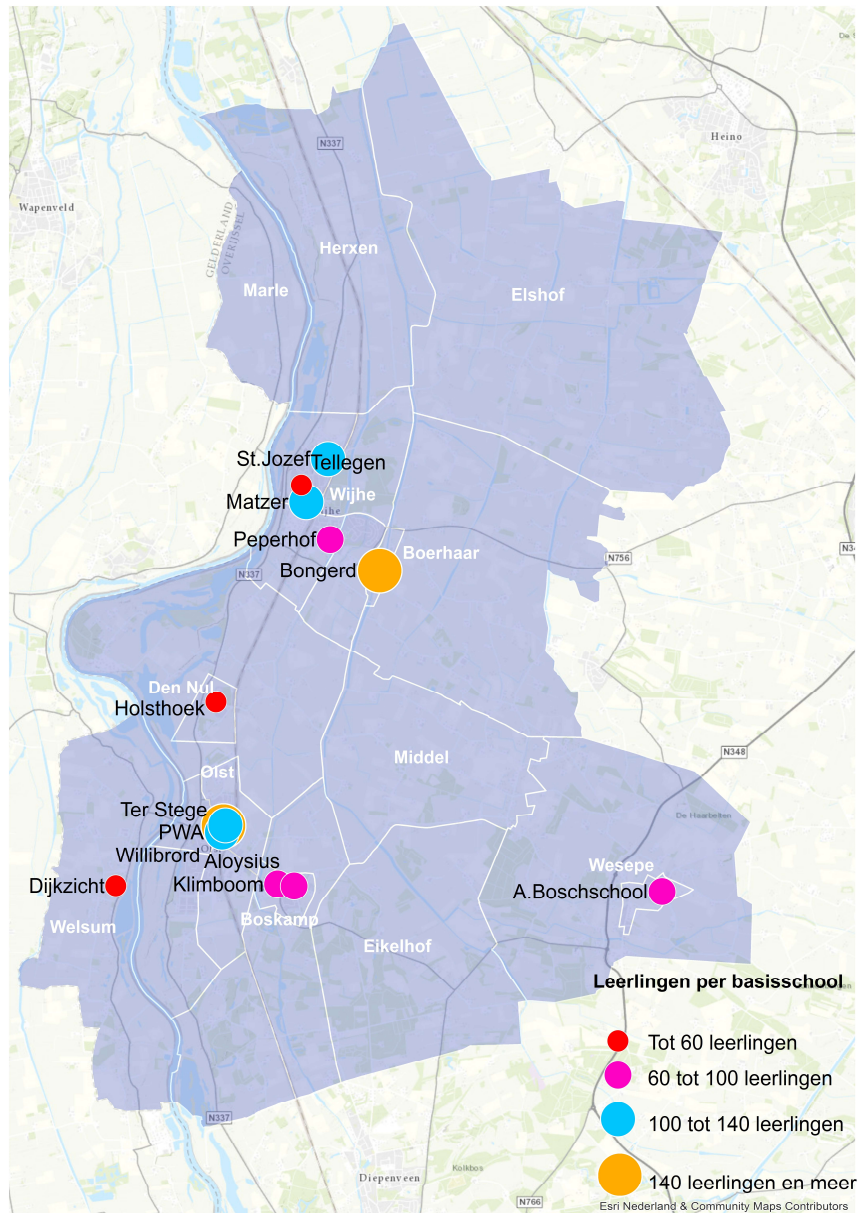 De
Heino
N337
Wapenveld
GELDERLAND
OVERIJSSEL
Herxen
Marle
Elshof
St.Jozef
Tellegen
Matzer
Wijhe
Peperhof
Boerhaar
N756
N337
Bongerd
Den Nul
Holsthoek
Middel
N348
Olst
Ter Stege
De Haarlanden
PWA
Willibrord
Aloysius
Wesepe
Dijkzicht
Klimboom
A.Boschschool
Welsum
Boskamp
Eikelhof
Leerlingen per basisschool
Tot 60 leerlingen
60 tot 100 leerlingen
N337
100 tot 140 leerlingen
Kolkbos
Diepenveen
140 leerlingen en meer
N766
Esri Nederland & Community Maps Contributors